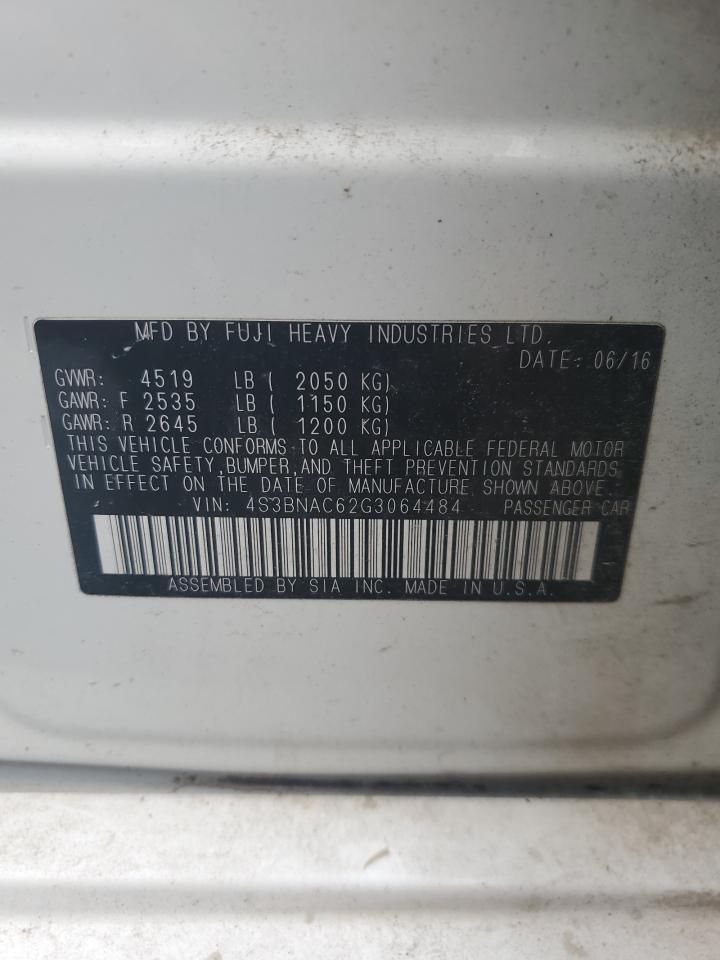 MFD BY FUJI HEAVY INDUSTRIES LTD.
DATE: 06/16
GVWR: 4519 LB ( 2050 KG)
GAWR: F 2535 LB ( 1150 KG)
GAWR: R 2645 LB ( 1200 KG)
THIS VEHICLE CONFORMS TO ALL APPLICABLE FEDERAL MOTOR
VEHICLE SAFETY, BUMPER, AND THEFT PREVENTION STANDARDS
IN EFFECT ON THE DATE OF MANUFACTURE SHOWN ABOVE.
VIN: 4S3BNAC62G3064484 PASSENGER CAR
ASSEMBLED BY SIA INC. MADE IN U.S.A.